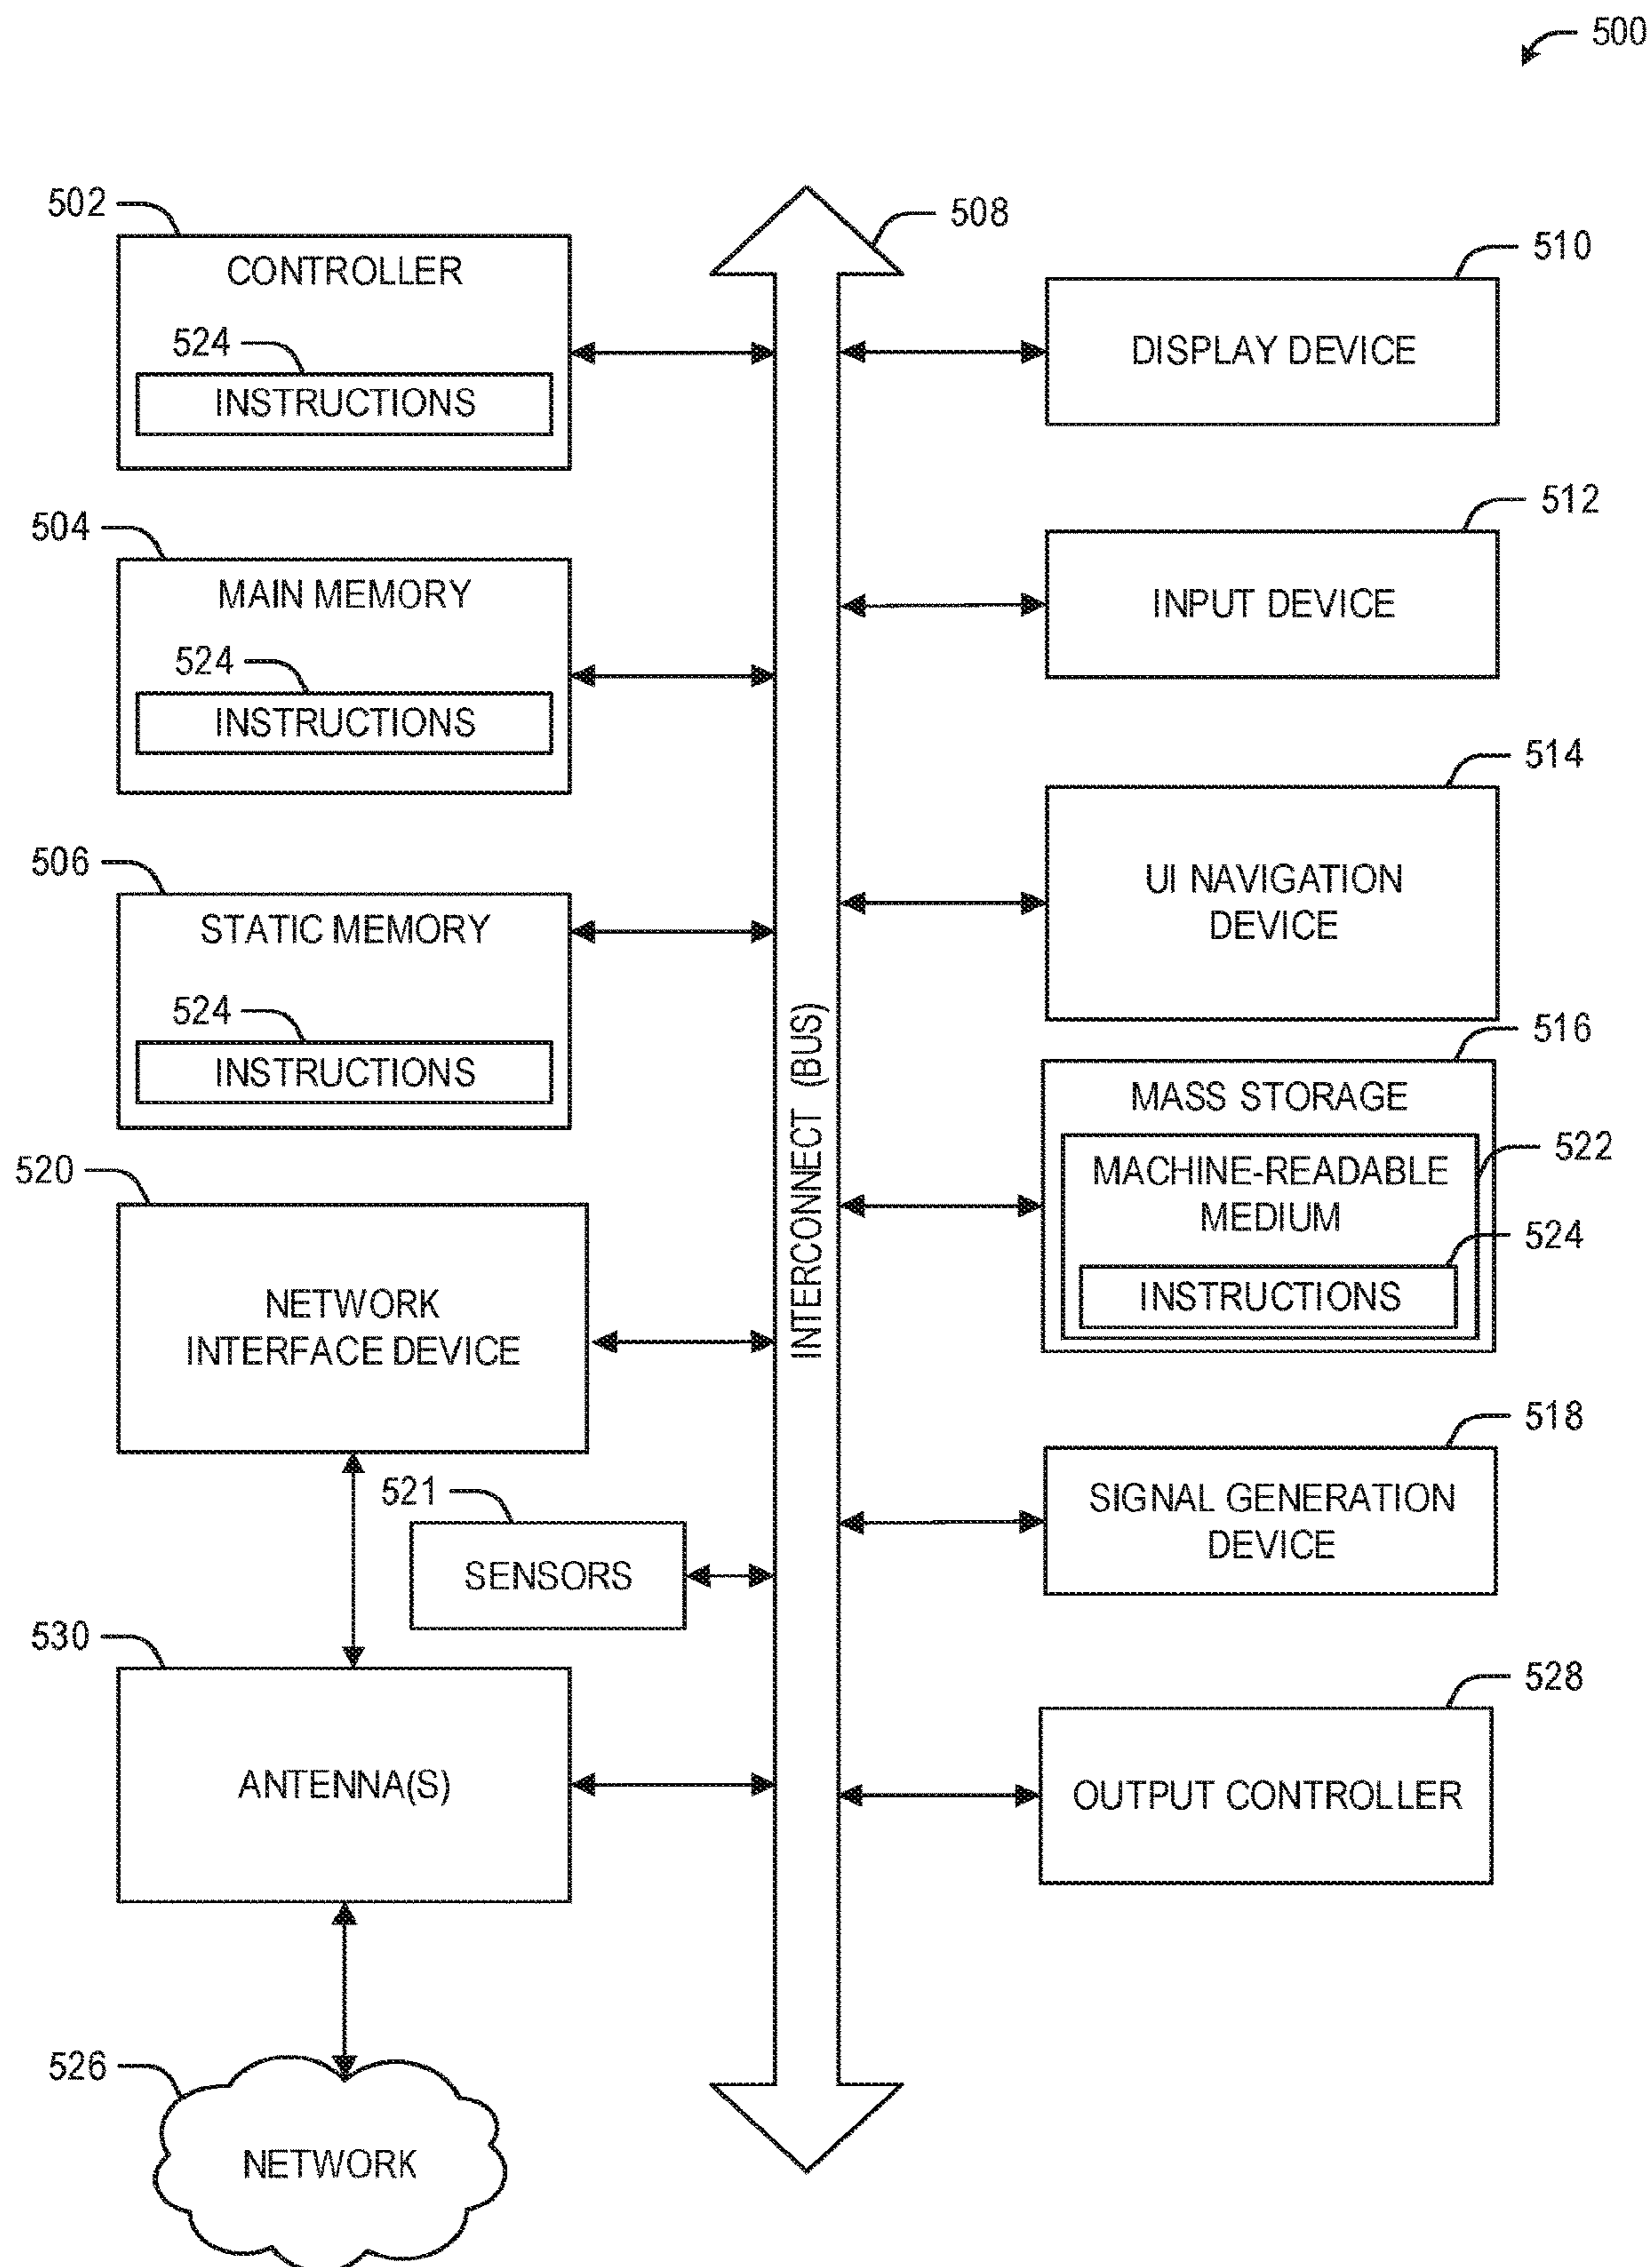 500
502
CONTROLLER
524
INSTRUCTIONS
504
MAIN MEMORY
524
INSTRUCTIONS
506
STATIC MEMORY
524
INSTRUCTIONS
520
NETWORK
INTERFACE DEVICE
521
SENSORS
530
ANTENNA(S)
526
NETWORK
508
INTERCONNECT (BUS)
510
DISPLAY DEVICE
512
INPUT DEVICE
514
UI NAVIGATION
DEVICE
516
MASS STORAGE
522
MACHINE-READABLE
MEDIUM
524
INSTRUCTIONS
518
SIGNAL GENERATION
DEVICE
528
OUTPUT CONTROLLER